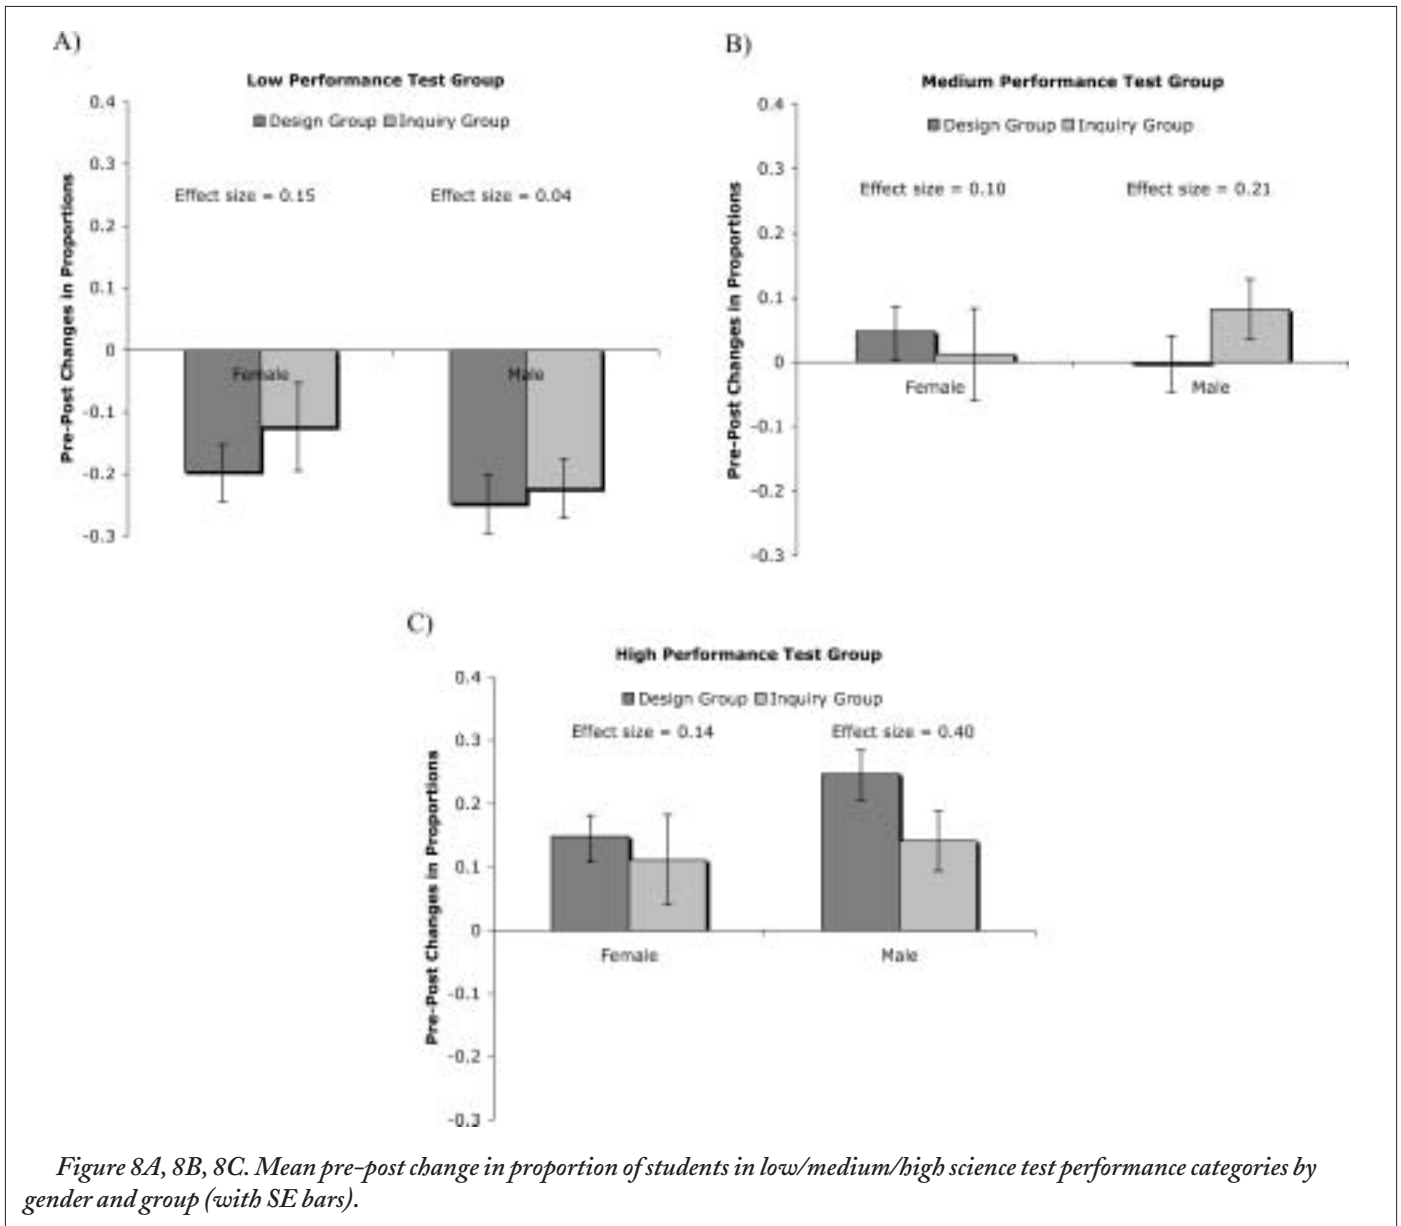 A)
Low Performance Test Group
Design Group Inquiry Group
Effect size = 0.15 Effect size = 0.04
Pre-Post Changes in Proportions
0.4
0.3
0.2
0.1
0
-0.1
-0.2
-0.3
Female Male
B)
Medium Performance Test Group
Design Group Inquiry Group
Effect size = 0.10 Effect size = 0.21
Pre-Post Changes in Proportions
0.4
0.3
0.2
0.1
0
-0.1
-0.2
-0.3
Female Male
C)
High Performance Test Group
Design Group Inquiry Group
Effect size = 0.14 Effect size = 0.40
Pre-Post Changes in Proportions
0.4
0.3
0.2
0.1
0
-0.1
-0.2
-0.3
Female Male
Figure 8A, 8B, 8C. Mean pre-post change in proportion of students in low/medium/high science test performance categories by
gender and group (with SE bars).